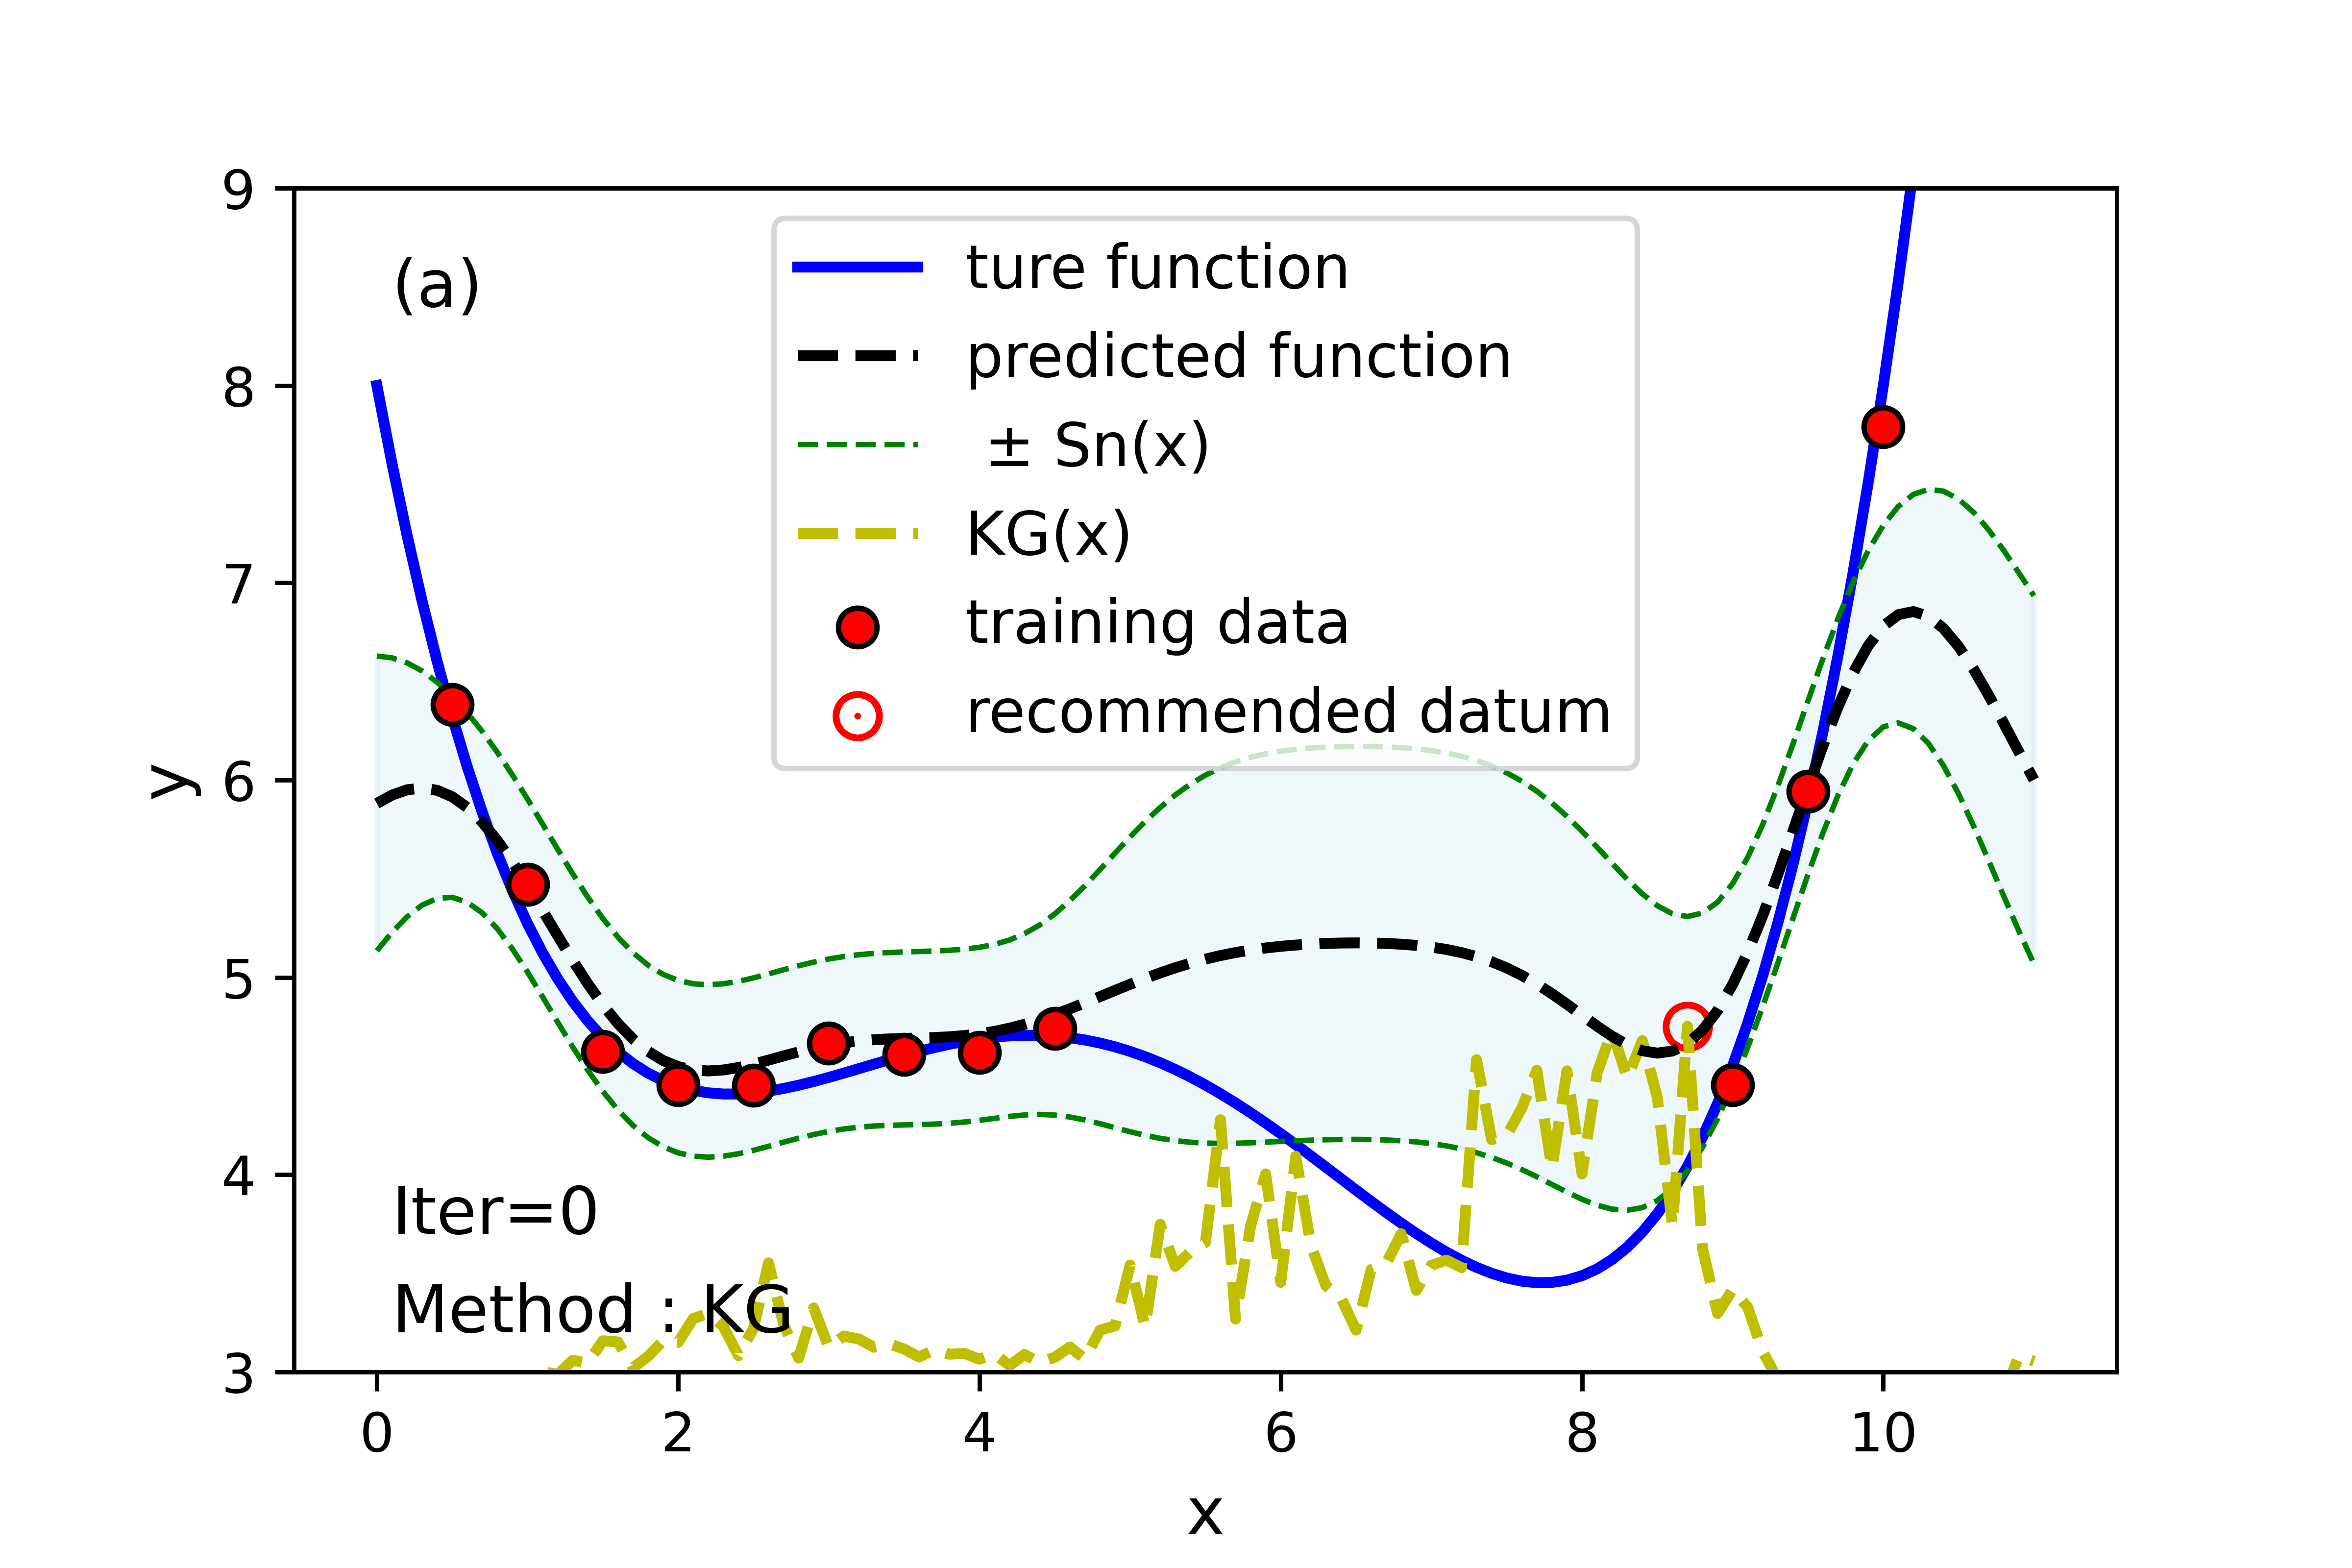 9
8
7
6
5
4
3
y
(a)
ture function
predicted function
± Sn(x)
KG(x)
training data
recommended datum
Iter=0
Method : KG
0 2 4 6 8 10
x